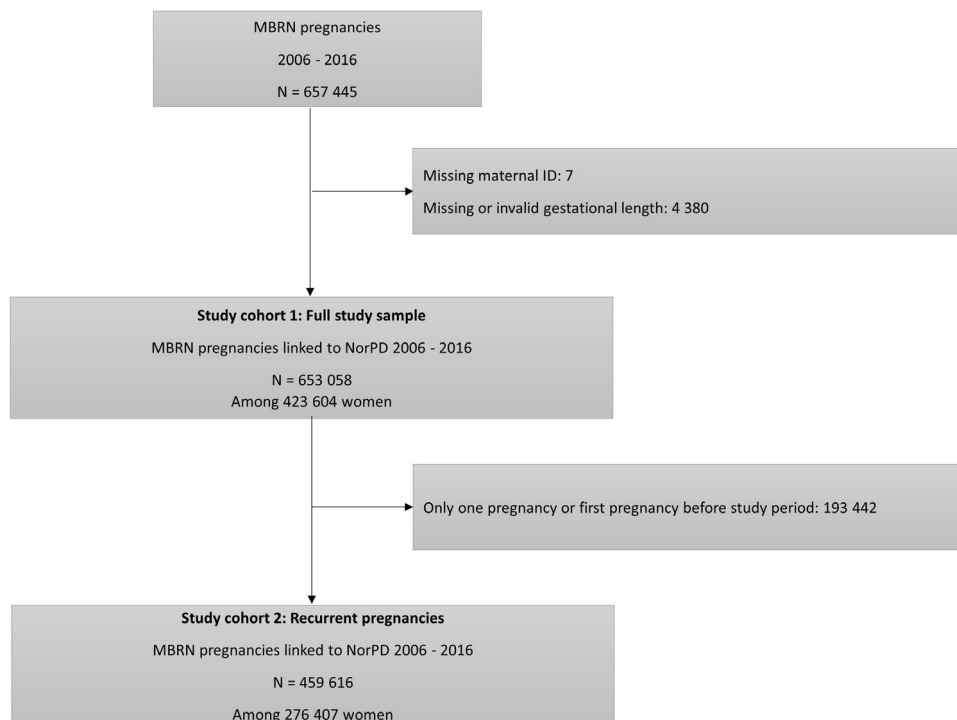 MBRN pregnancies
2006 - 2016
N = 657 445
Missing maternal ID: 7
Missing or invalid gestational length: 4 380
Study cohort 1: Full study sample
MBRN pregnancies linked to NorPD 2006 - 2016
N = 653 058
Among 423 604 women
Only one pregnancy or first pregnancy before study period: 193 442
Study cohort 2: Recurrent pregnancies
MBRN pregnancies linked to NorPD 2006 - 2016
N = 459 616
Among 276 407 women